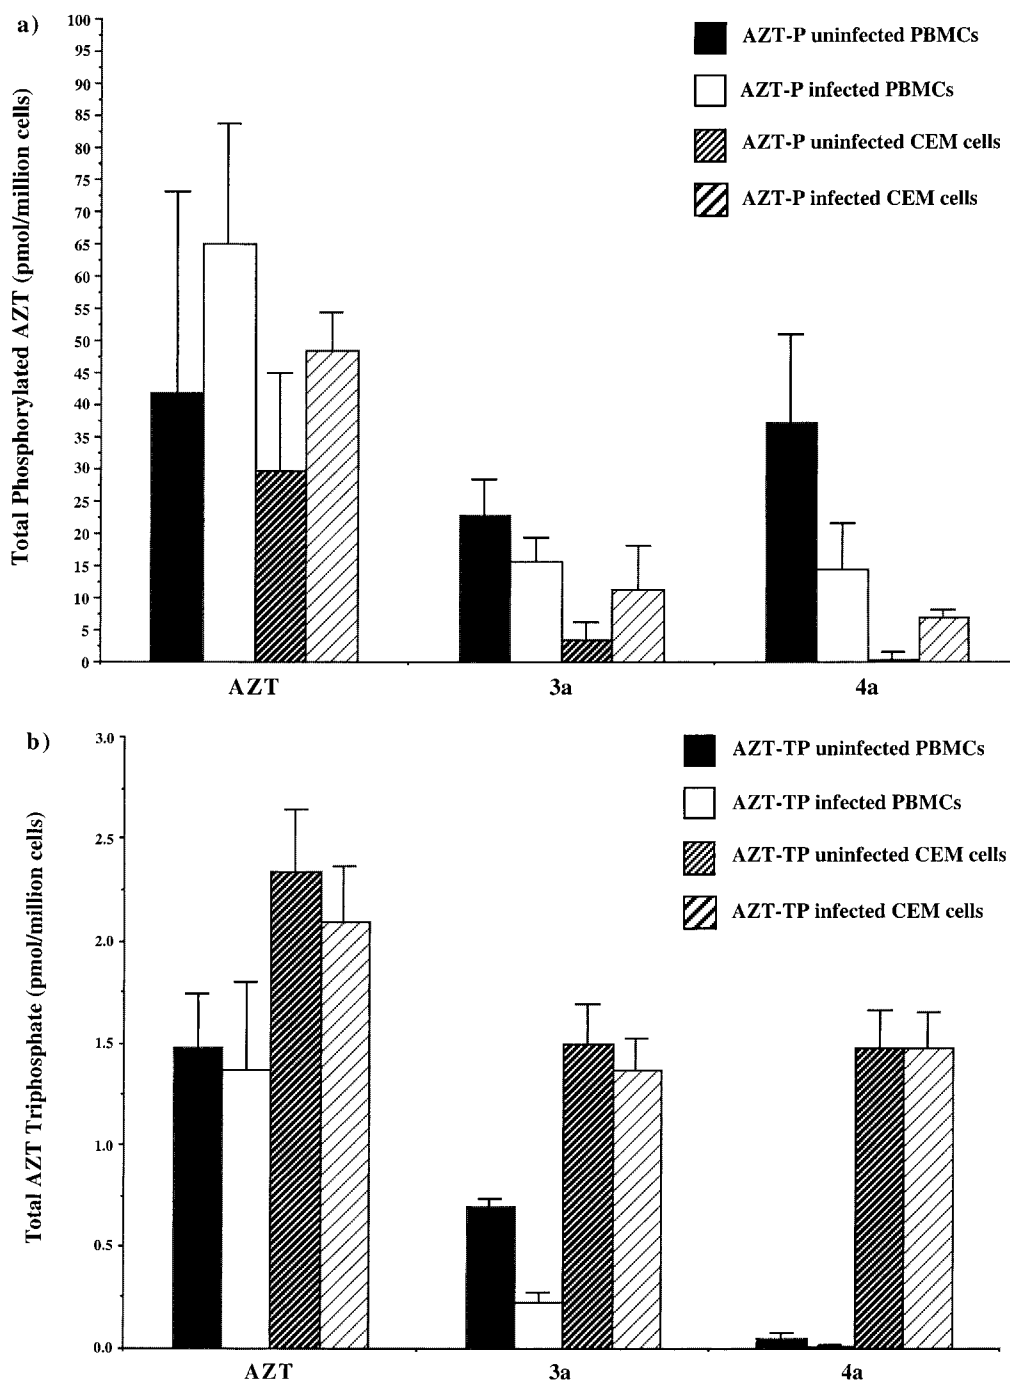 a)
Total Phosphorylated AZT (pmol/million cells)
100
95
90
85
80
75
70
65
60
55
50
45
40
35
30
25
20
15
10
5
0
AZT-P uninfected PBMCs
AZT-P infected PBMCs
AZT-P uninfected CEM cells
AZT-P infected CEM cells
AZT 3a 4a
b)
Total AZT Triphosphate (pmol/million cells)
3.0
2.5
2.0
1.5
1.0
0.5
0.0
AZT-TP uninfected PBMCs
AZT-TP infected PBMCs
AZT-TP uninfected CEM cells
AZT-TP infected CEM cells
AZT 3a 4a